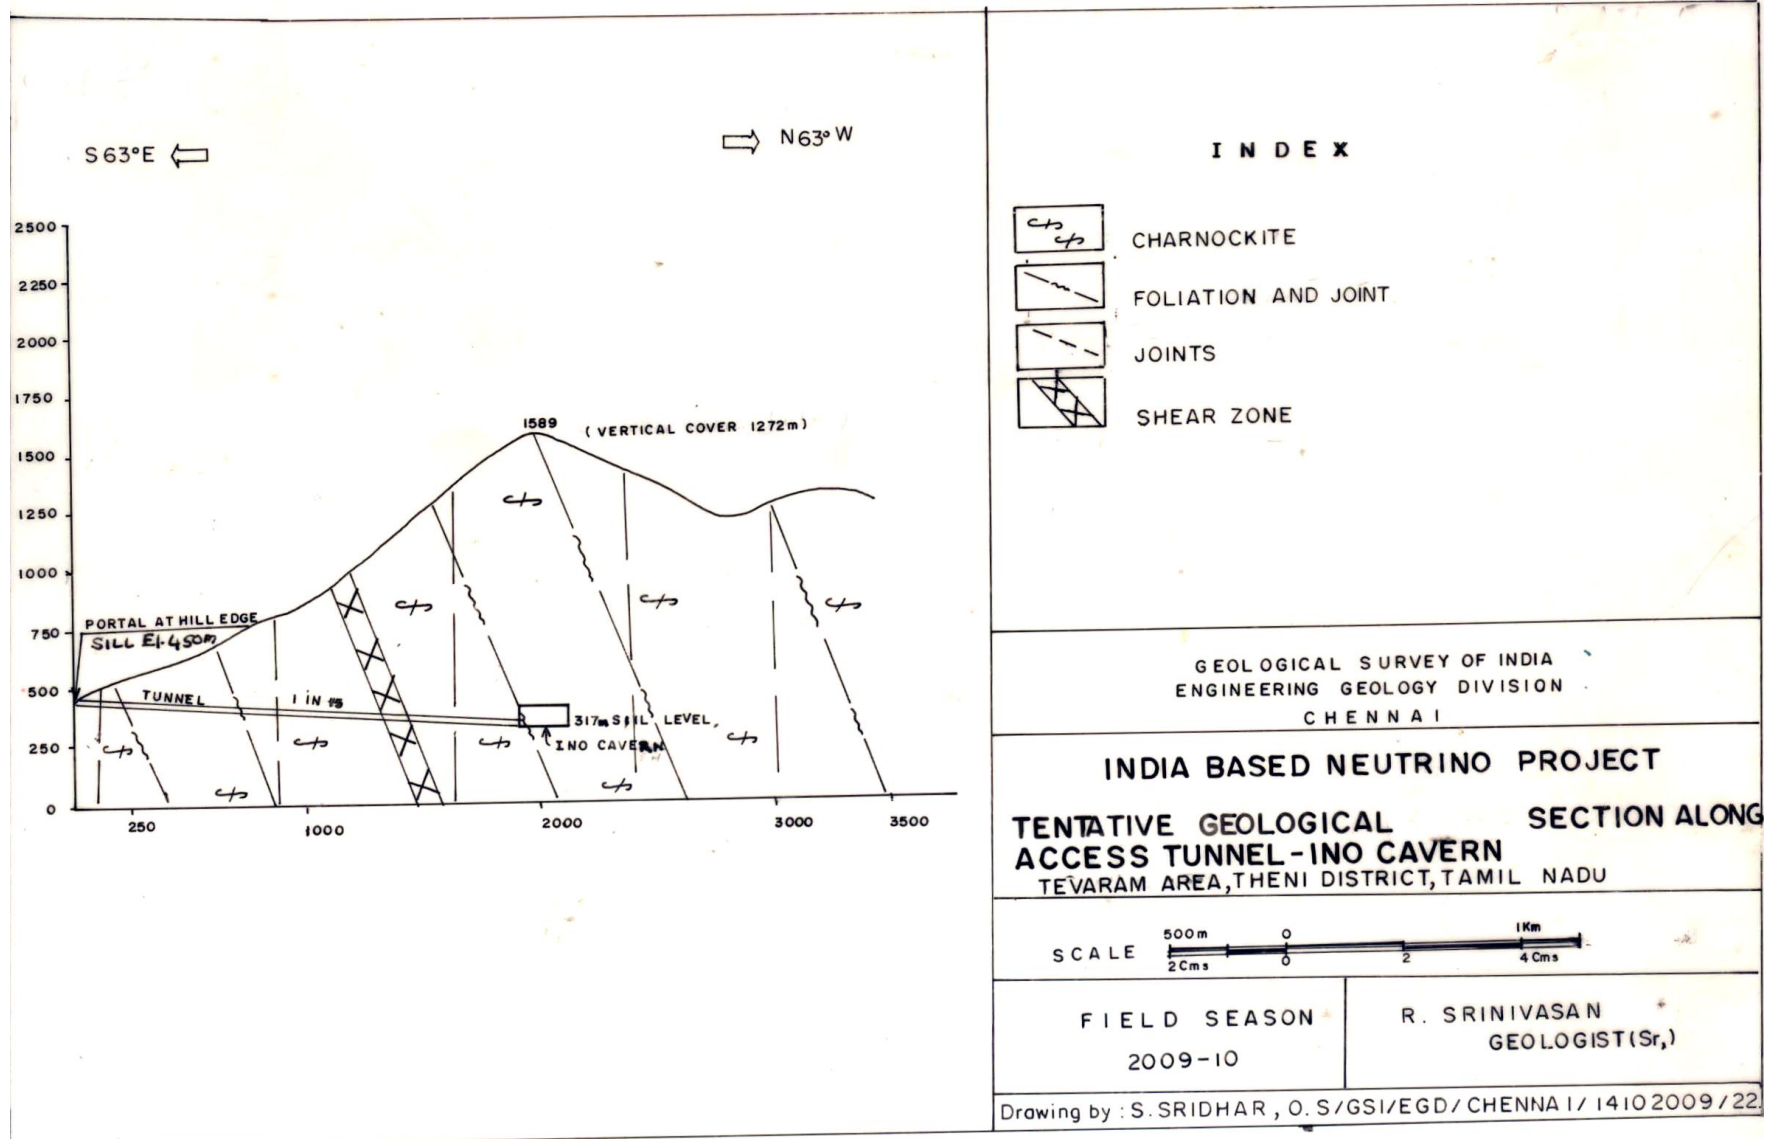 S 63°E
N 63° W
2500
2250
2000
1750
1500
1250
1000
750
500
250
0
1589 (VERTICAL COVER 1272m)
PORTAL AT HILL EDGE
SILL El. 450m
TUNNEL 1 IN
317m SILL LEVEL,
INO CAVERN
250 1000 2000 3000 3500
INDEX
CHARNOCKITE
FOLIATION AND JOINT
JOINTS
SHEAR ZONE
GEOLOGICAL SURVEY OF INDIA
ENGINEERING GEOLOGY DIVISION
CHENNAI
INDIA BASED NEUTRINO PROJECT
TENTATIVE GEOLOGICAL SECTION ALONG
ACCESS TUNNEL-INO CAVERN
TEVARAM AREA, THENI DISTRICT, TAMIL NADU
500m 0 1Km
SCALE
2Cms 0 2 4Cms
FIELD SEASON
2009-10
R. SRINIVASAN
GEOLOGIST(Sr,)
Drawing by : S. SRIDHAR, O. S/GSI/EGD/CHENNAI/14102009/22.